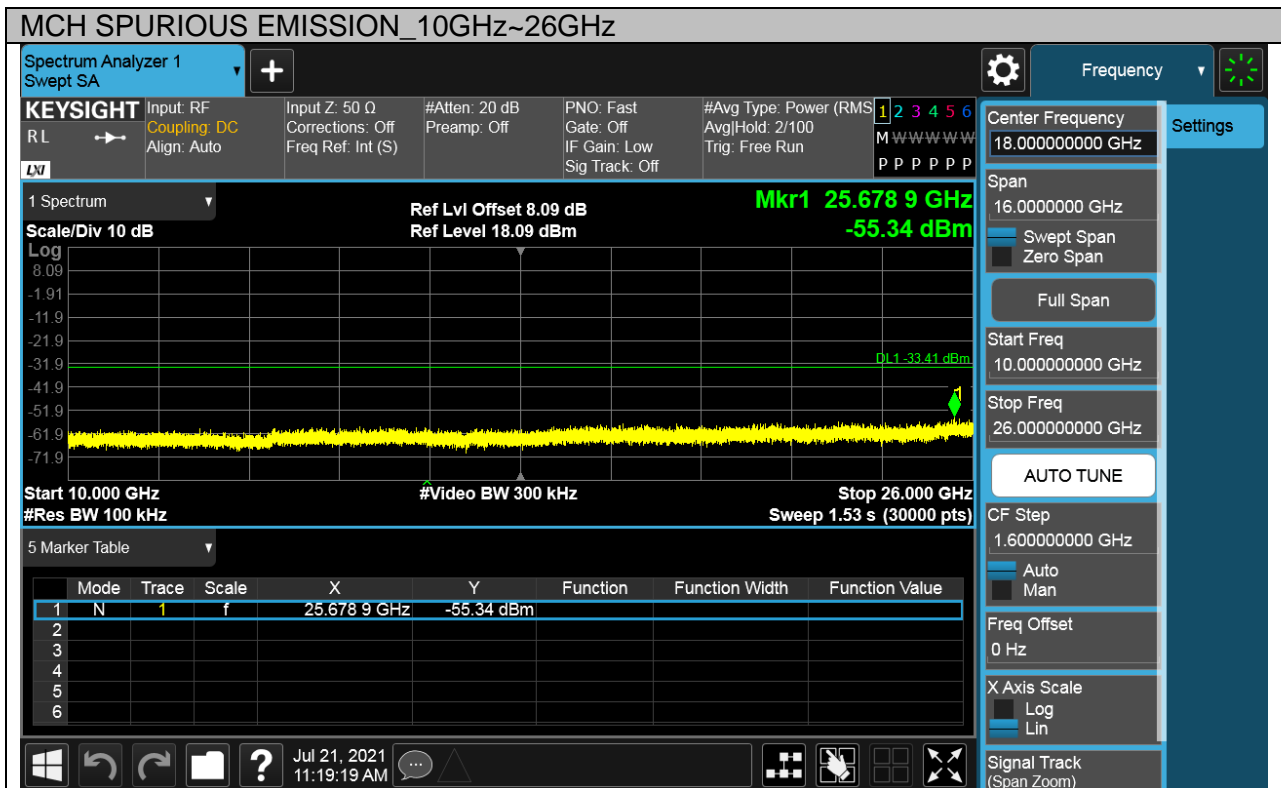 MCH SPURIOUS EMISSION_10GHz~26GHz
Spectrum Analyzer 1
Swept SA
+
Frequency
KEYSIGHT
RL
LXI
Input: RF
Coupling: DC
Align: Auto
Input Z: 50 Ω
Corrections: Off
Freq Ref: Int (S)
#Atten: 20 dB
Preamp: Off
PNO: Fast
Gate: Off
IF Gain: Low
Sig Track: Off
#Avg Type: Power (RMS
Avg|Hold: 2/100
Trig: Free Run
1 2 3 4 5 6
M W W W W W
P P P P P P
1 Spectrum
Scale/Div 10 dB
Ref Lvl Offset 8.09 dB
Ref Level 18.09 dBm
Mkr1 25.678 9 GHz
-55.34 dBm
Log
8.09
-1.91
-11.9
-21.9
-31.9
-41.9
-51.9
-61.9
-71.9
DL1 -33.41 dBm
1
Start 10.000 GHz
#Res BW 100 kHz
#Video BW 300 kHz
Stop 26.000 GHz
Sweep 1.53 s (30000 pts)
5 Marker Table
Mode Trace Scale X Y Function Function Width Function Value
1 N 1 f 25.678 9 GHz -55.34 dBm
2
3
4
5
6
?
Jul 21, 2021
11:19:19 AM
Center Frequency
18.000000000 GHz
Settings
Span
16.0000000 GHz
Swept Span
Zero Span
Full Span
Start Freq
10.000000000 GHz
Stop Freq
26.000000000 GHz
AUTO TUNE
CF Step
1.600000000 GHz
Auto
Man
Freq Offset
0 Hz
X Axis Scale
Log
Lin
Signal Track
(Span Zoom)